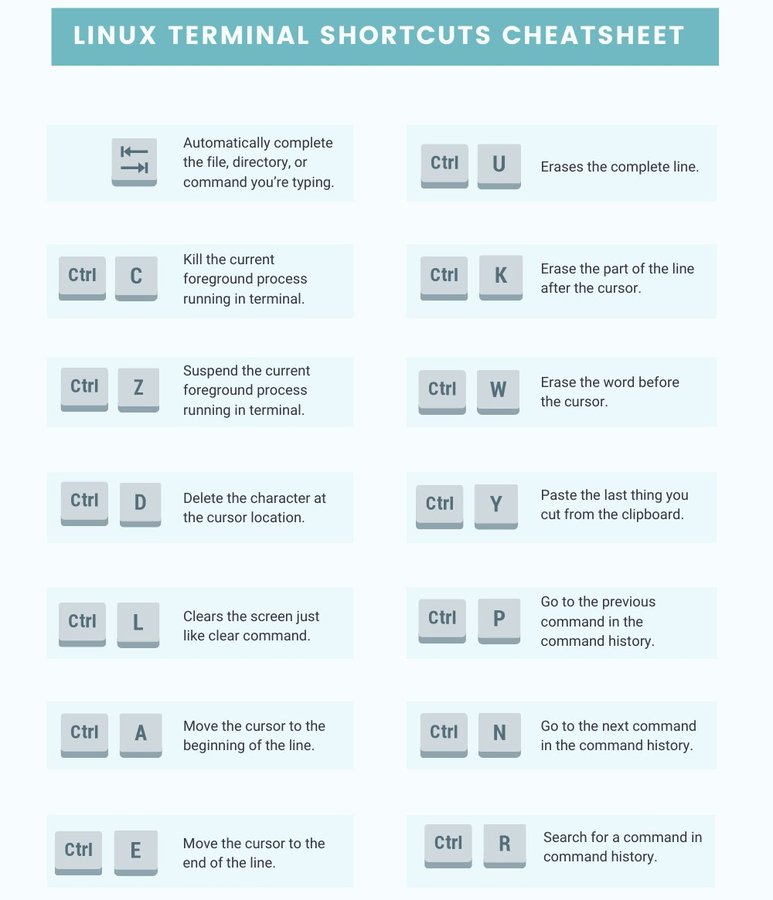 LINUX TERMINAL SHORTCUTS CHEATSHEET
Automatically complete
the file, directory, or
command you're typing.
Ctrl C
Kill the current
foreground process
running in terminal.
Ctrl Z
Suspend the current
foreground process
running in terminal.
Ctrl D
Delete the character at
the cursor location.
Ctrl L
Clears the screen just
like clear command.
Ctrl A
Move the cursor to the
beginning of the line.
Ctrl E
Move the cursor to the
end of the line.
Ctrl U
Erases the complete line.
Ctrl K
Erase the part of the line
after the cursor.
Ctrl W
Erase the word before
the cursor.
Ctrl Y
Paste the last thing you
cut from the clipboard.
Ctrl P
Go to the previous
command in the
command history.
Ctrl N
Go to the next command
in the command history.
Ctrl R
Search for a command in
command history.